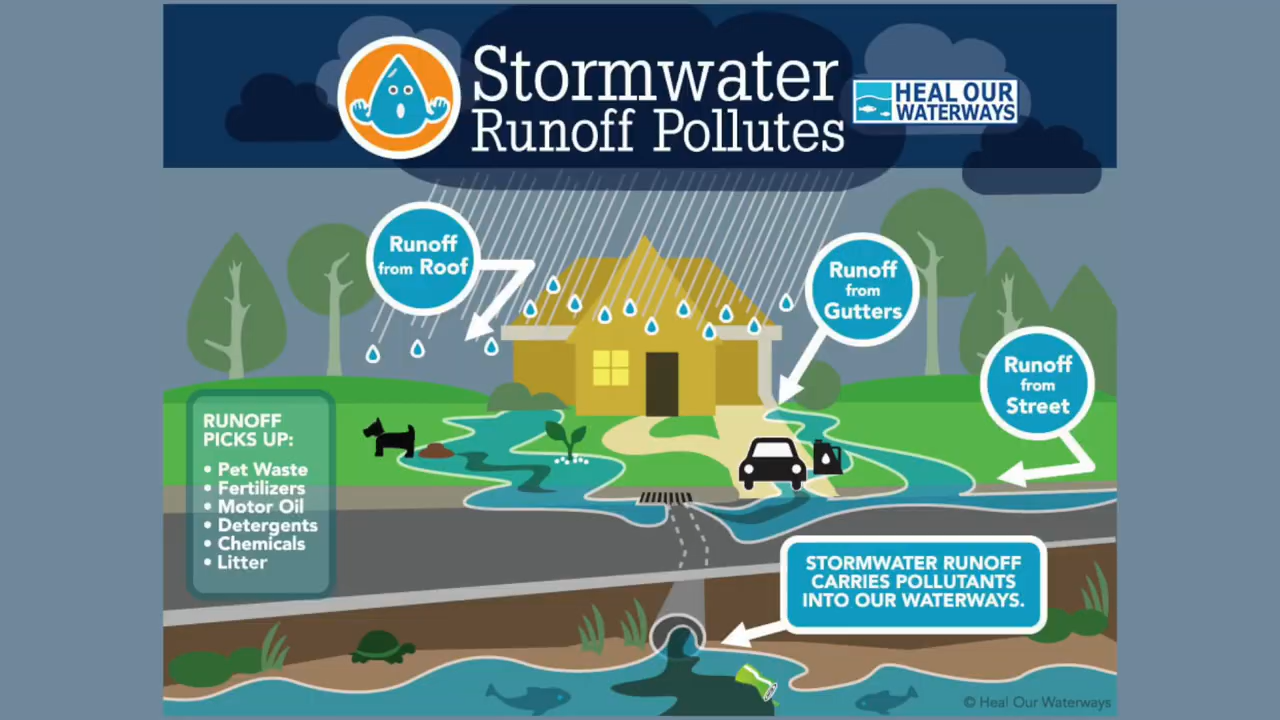 Stormwater
Runoff Pollutes
HEAL OUR
WATERWAYS
Runoff
from Roof
Runoff
from
Gutters
Runoff
from
Street
RUNOFF
PICKS UP:
• Pet Waste
• Fertilizers
• Motor Oil
• Detergents
• Chemicals
• Litter
STORMWATER RUNOFF
CARRIES POLLUTANTS
INTO OUR WATERWAYS.
© Heal Our Waterways